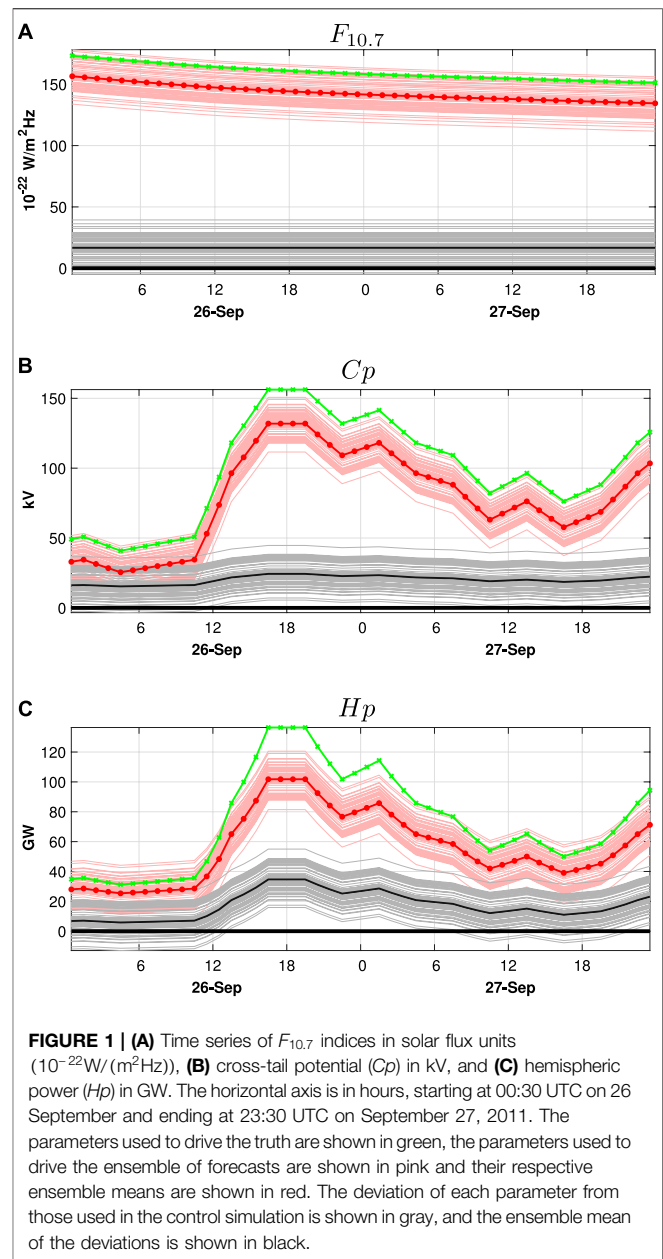 A
F10.7
150
100
50
0
10-22 W/m2Hz
6 12 18 0 6 12 18
26-Sep 27-Sep
B
Cp
150
100
50
0
kV
6 12 18 0 6 12 18
26-Sep 27-Sep
C
Hp
120
100
80
60
40
20
0
GW
6 12 18 0 6 12 18
26-Sep 27-Sep
FIGURE 1 | (A) Time series of F10.7 indices in solar flux units
(10−22W/(m2Hz)), (B) cross-tail potential (Cp) in kV, and (C) hemispheric
power (Hp) in GW. The horizontal axis is in hours, starting at 00:30 UTC on 26
September and ending at 23:30 UTC on September 27, 2011. The
parameters used to drive the truth are shown in green, the parameters used to
drive the ensemble of forecasts are shown in pink and their respective
ensemble means are shown in red. The deviation of each parameter from
those used in the control simulation is shown in gray, and the ensemble mean
of the deviations is shown in black.